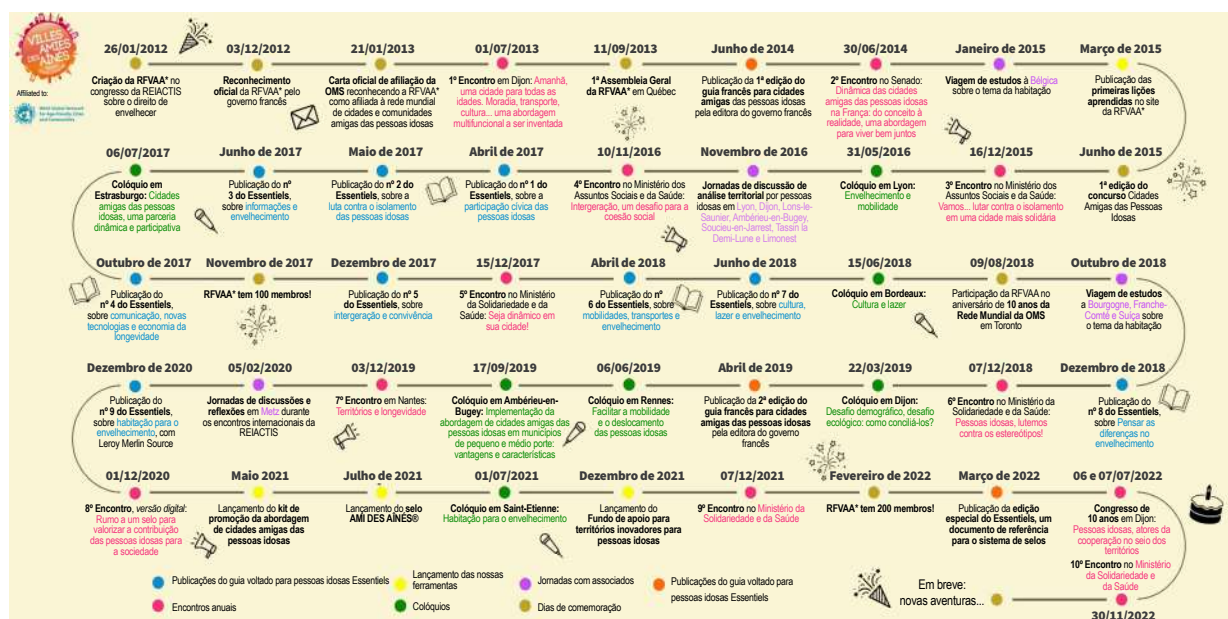 VILLES
AMIES
DES AÎNÉS
Affiliated to:
26/01/2012
Criação da RFVAA* no
congresso da REIACTIS
sobre o direito de
envelhecer
03/12/2012
Reconhecimento
oficial da RFVAA* pelo
governo francês
21/01/2013
Carta oficial de afiliação da
OMS reconhecendo a RFVAA*
como afiliada à rede mundial
de cidades e comunidades
amigas das pessoas idosas
01/07/2013
1º Encontro em Dijon: Amanhã,
uma cidade para todas as
idades. Moradia, transporte,
cultura... uma abordagem
multifuncional a ser inventada
11/09/2013
1ª Assembleia Geral
da RFVAA* em Québec
Junho de 2014
Publicação da 1ª edição do
guia francês para cidades
amigas das pessoas idosas
pela editora do governo francês
30/06/2014
2º Encontro no Senado:
Dinâmica das cidades
amigas das pessoas idosas
na França: do conceito à
realidade, uma abordagem
para viver bem juntos
Janeiro de 2015
Viagem de estudos à Bélgica
sobre o tema da habitação
Março de 2015
Publicação das
primeiras lições
aprendidas no site
da RFVAA*
06/07/2017
Colóquio em
Estrasburgo: Cidades
amigas das pessoas
idosas, uma parceria
dinâmica e participativa
Junho de 2017
Publicação do nº
3 do Essentiels,
sobre informações e
envelhecimento
Maio de 2017
Publicação do nº 2 do
Essentiels, sobre a
luta contra o isolamento
das pessoas idosas
Abril de 2017
Publicação do nº 1 do
Essentiels, sobre a
participação cívica das
pessoas idosas
10/11/2016
4º Encontro no Ministério dos
Assuntos Sociais e da Saúde:
Intergeração, um desafio para a
coesão social
Novembro de 2016
Jornadas de discussão de
análise territorial por pessoas
idosas em Lyon, Dijon, Lons-le-
Saunier, Ambérieu-en-Bugey,
Soucieu-en-Jarrest, Tassin la
Demi-Lune e Limonest
31/05/2016
Colóquio em Lyon:
Envelhecimento e
mobilidade
16/12/2015
3º Encontro no Ministério dos
Assuntos Sociais e da Saúde:
Vamos... lutar contra o isolamento
em uma cidade mais solidária
Junho de 2015
1ª edição do
concurso Cidades
Amigas das Pessoas
Idosas
Outubro de 2017
Publicação do
nº 4 do Essentiels,
sobre comunicação, novas
tecnologias e economia da
longevidade
Novembro de 2017
RFVAA* tem 100 membros!
Dezembro de 2017
Publicação do nº 5
do Essentiels, sobre
intergeração e convivência
15/12/2017
5º Encontro no Ministério
da Solidariedade e da
Saúde: Seja dinâmico em
sua cidade!
Abril de 2018
Publicação do nº
6 do Essentiels, sobre
mobilidades, transportes e
envelhecimento
Junho de 2018
Publicação do nº 7 do
Essentiels, sobre cultura,
lazer e envelhecimento
15/06/2018
Colóquio em Bordeaux:
Cultura e lazer
09/08/2018
Participação da RFVAA no
aniversário de 10 anos da
Rede Mundial da OMS
em Toronto
Outubro de 2018
Viagem de estudos
a Bourgogne, Franche-
Comté e Suíça sobre
o tema da habitação
Dezembro de 2020
Publicação do
nº 9 do Essentiels,
sobre habitação para o
envelhecimento, com
Leroy Merlin Source
05/02/2020
Jornadas de discussões e
reflexões em Metz durante
os encontros internacionais da
REIACTIS
03/12/2019
7º Encontro em Nantes:
Territórios e longevidade
17/09/2019
Colóquio em Ambérieu-en-
Bugey: Implementação da
abordagem de cidades amigas das
pessoas idosas em municípios
de pequeno e médio porte:
vantagens e características
06/06/2019
Colóquio em Rennes:
Facilitar a mobilidade
e o deslocamento
das pessoas idosas
Abril de 2019
Publicação da 2ª edição do
guia francês para cidades
amigas das pessoas idosas
pela editora do governo
francês
22/03/2019
Colóquio em Dijon:
Desafio demográfico, desafio
ecológico: como conciliá-los?
07/12/2018
6º Encontro no Ministério da
Solidariedade e da Saúde:
Pessoas idosas, lutemos
contra os estereótipos!
Dezembro de 2018
Publicação do
nº 8 do Essentiels,
sobre Pensar as
diferenças no
envelhecimento
01/12/2020
8º Encontro, versão digital:
Rumo a um selo para
valorizar a contribuição
das pessoas idosas para
a sociedade
Maio 2021
Lançamento do kit de
promoção da abordagem
de cidades amigas das
pessoas idosas
Julho de 2021
Lançamento do selo
AMI DES AÎNÉS®
01/07/2021
Colóquio em Saint-Etienne:
Habitação para o envelhecimento
Dezembro de 2021
Lançamento do
Fundo de apoio para
territórios inovadores para
pessoas idosas
07/12/2021
9º Encontro no Ministério da
Solidariedade e da Saúde
Fevereiro de 2022
RFVAA* tem 200 membros!
Março de 2022
Publicação da edição
especial do Essentiels, um
documento de referência
para o sistema de selos
06 e 07/07/2022
Congresso de
10 anos em Dijon:
Pessoas idosas, atores da
cooperação no seio dos
territórios
10º Encontro no Ministério
da Solidariedade e
da Saúde
30/11/2022
Em breve:
novas aventuras...
Publicações do guia voltado para pessoas idosas Essentiels
Encontros anuais
Lançamento das nossas
ferramentas
Colóquios
Jornadas com associados
Dias de comemoração
Publicações do guia voltado para
pessoas idosas Essentiels